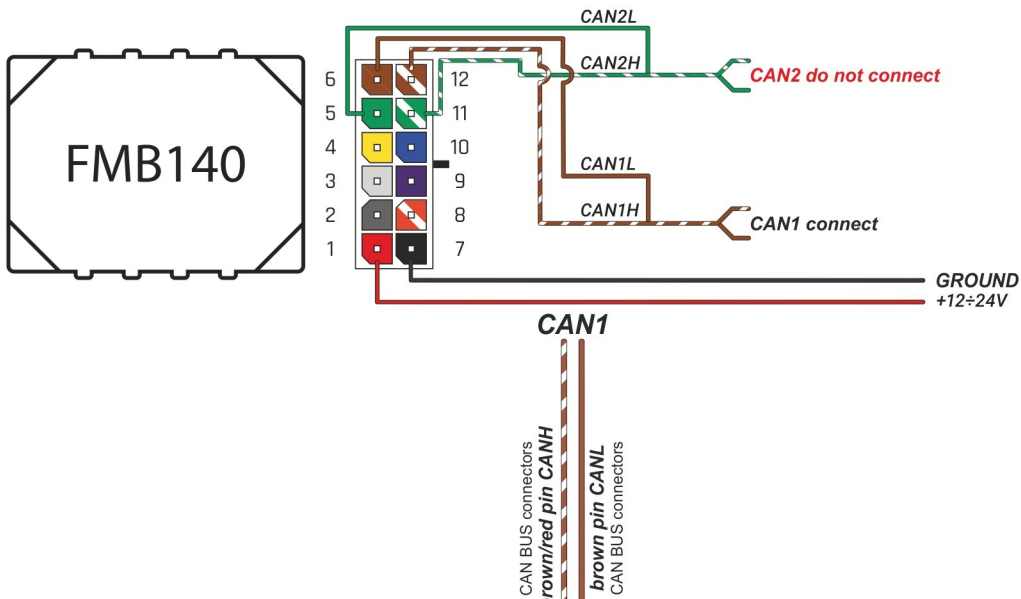 CAN2L
CAN2H
CAN2 do not connect
6 12
5 11
4 10
3 9
2 8
1 7
FMB140
CAN1L
CAN1H
CAN1 connect
GROUND
+12÷24V
CAN1
CAN BUS connectors
pin CANH
brown pin CANL
CAN BUS connectors